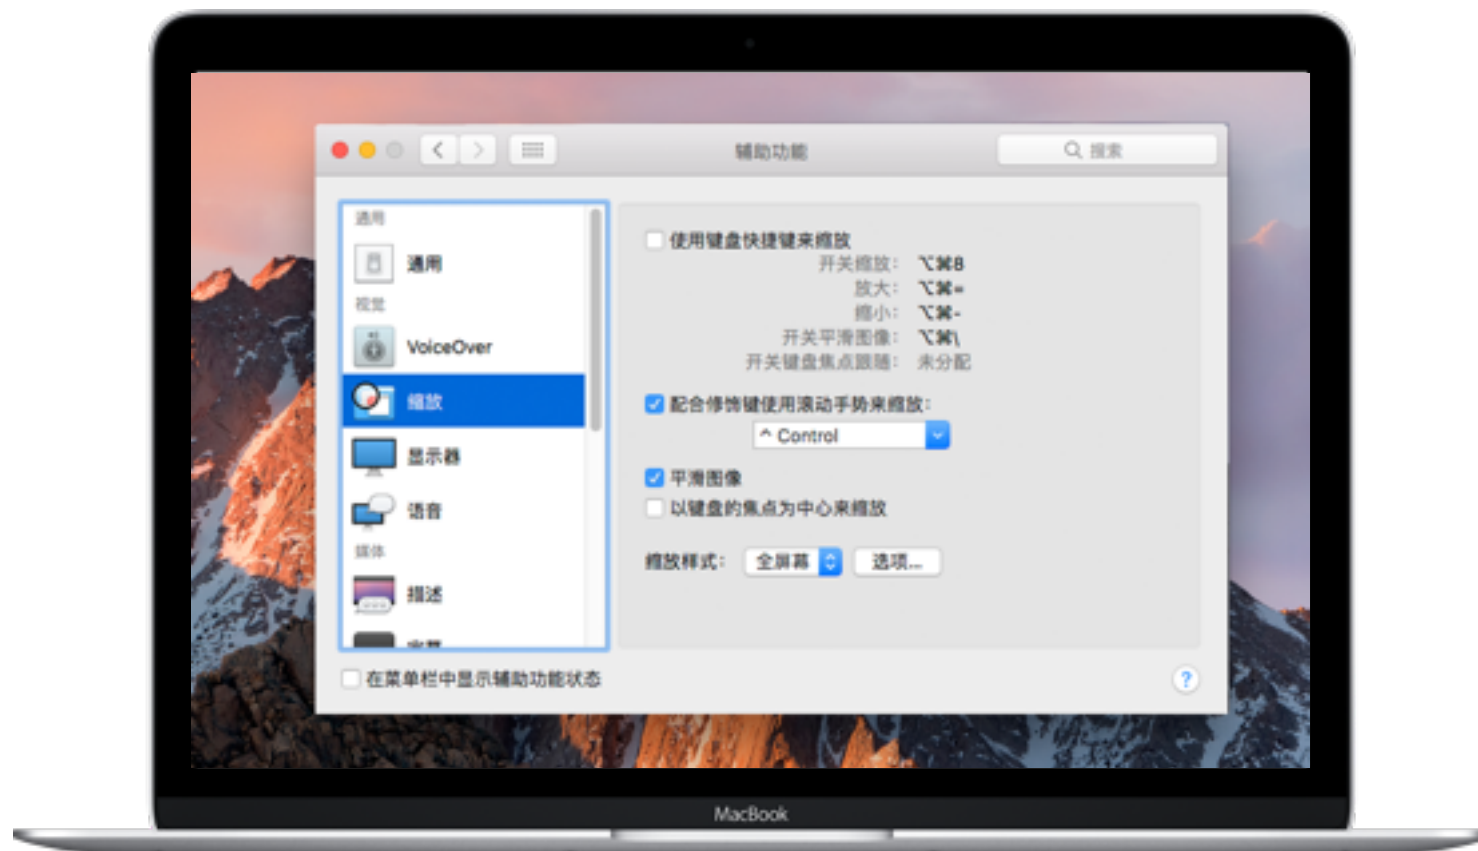 辅助功能
搜索
通用
通用
视觉
VoiceOver
缩放
显示器
语音
媒体
描述
使用键盘快捷键来缩放
开关缩放: ⌥⌘8
放大: ⌥⌘=
缩小: ⌥⌘-
开关平滑图像: ⌥⌘\
开关键盘焦点跟随: 未分配
配合修饰键使用滚动手势来缩放:
^ Control
平滑图像
以键盘的焦点为中心来缩放
缩放样式: 全屏幕 选项...
在菜单栏中显示辅助功能状态
?
MacBook